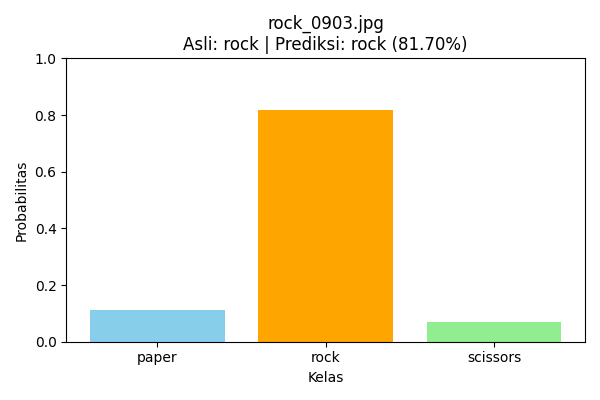 rock_0903.jpg
Asli: rock | Prediksi: rock (81.70%)
1.0
0.8
0.6
0.4
0.2
0.0
Probabilitas
paper rock scissors
Kelas